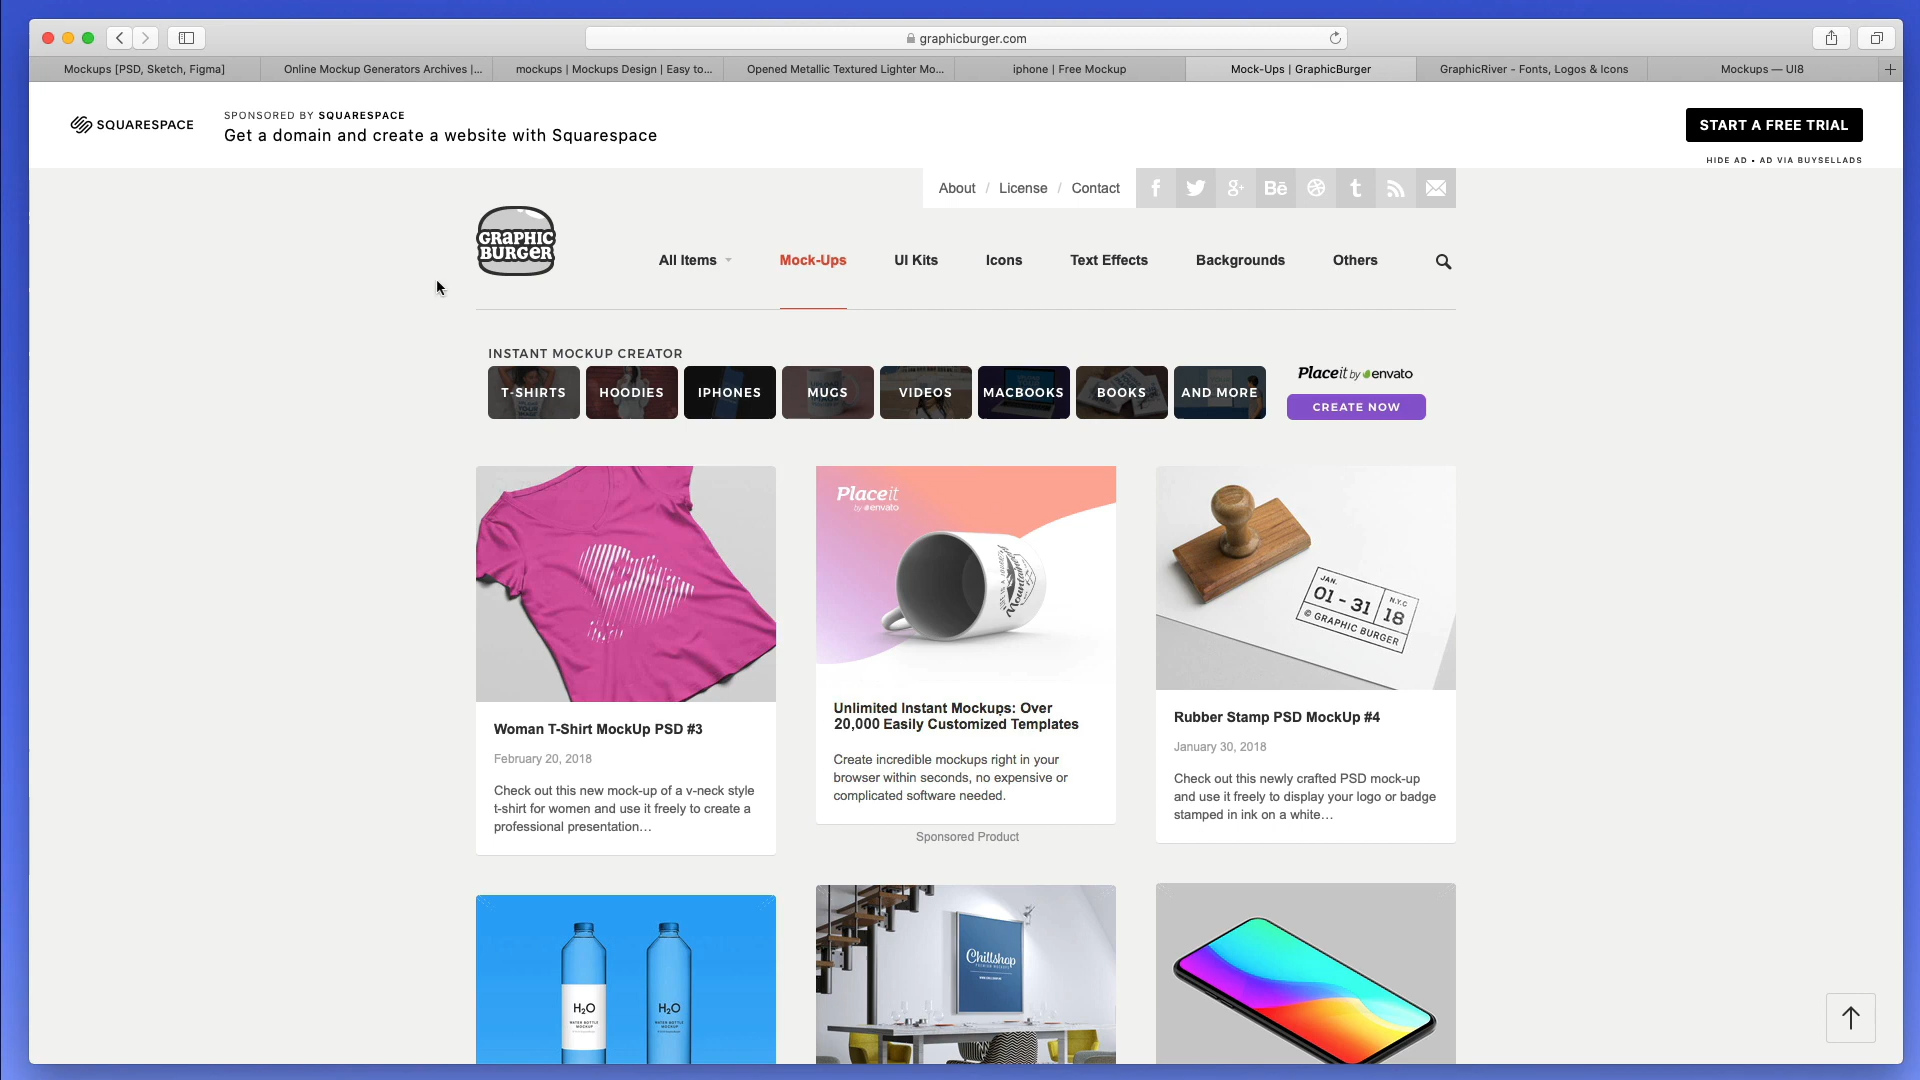 graphicburger.com
Mockups [PSD, Sketch, Figma]
Online Mockup Generators Archives |...
mockups | Mockups Design | Easy to...
Opened Metallic Textured Lighter Mo...
iphone | Free Mockup
Mock-Ups | GraphicBurger
GraphicRiver - Fonts, Logos & Icons
Mockups — UI8
SQUARESPACE
SPONSORED BY SQUARESPACE
Get a domain and create a website with Squarespace
START A FREE TRIAL
HIDE AD • AD VIA BUYSELLADS
About / License / Contact
GRAPHIC
BURGER
All Items
Mock-Ups
UI Kits
Icons
Text Effects
Backgrounds
Others
INSTANT MOCKUP CREATOR
T-SHIRTS
HOODIES
IPHONES
MUGS
VIDEOS
MACBOOKS
BOOKS
AND MORE
Placeit by envato
CREATE NOW
Placeit
by envato
Mountains
JAN.
01 - 31
N.Y.C
18
© GRAPHIC BURGER
Woman T-Shirt MockUp PSD #3
February 20, 2018
Check out this new mock-up of a v-neck style
t-shirt for women and use it freely to create a
professional presentation…
Unlimited Instant Mockups: Over
20,000 Easily Customized Templates
Create incredible mockups right in your
browser within seconds, no expensive or
complicated software needed.
Sponsored Product
Rubber Stamp PSD MockUp #4
January 30, 2018
Check out this newly crafted PSD mock-up
and use it freely to display your logo or badge
stamped in ink on a white…
H₂O
WATER BOTTLE
MOCKUP
H₂O
WATER BOTTLE
MOCKUP
Chillshop